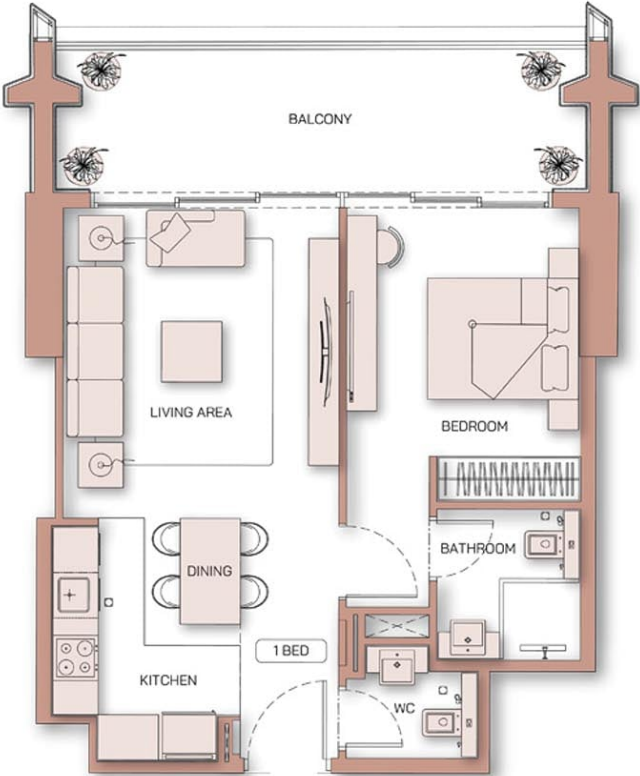 BALCONY
LIVING AREA
BEDROOM
BATHROOM
DINING
1 BED
KITCHEN
WC